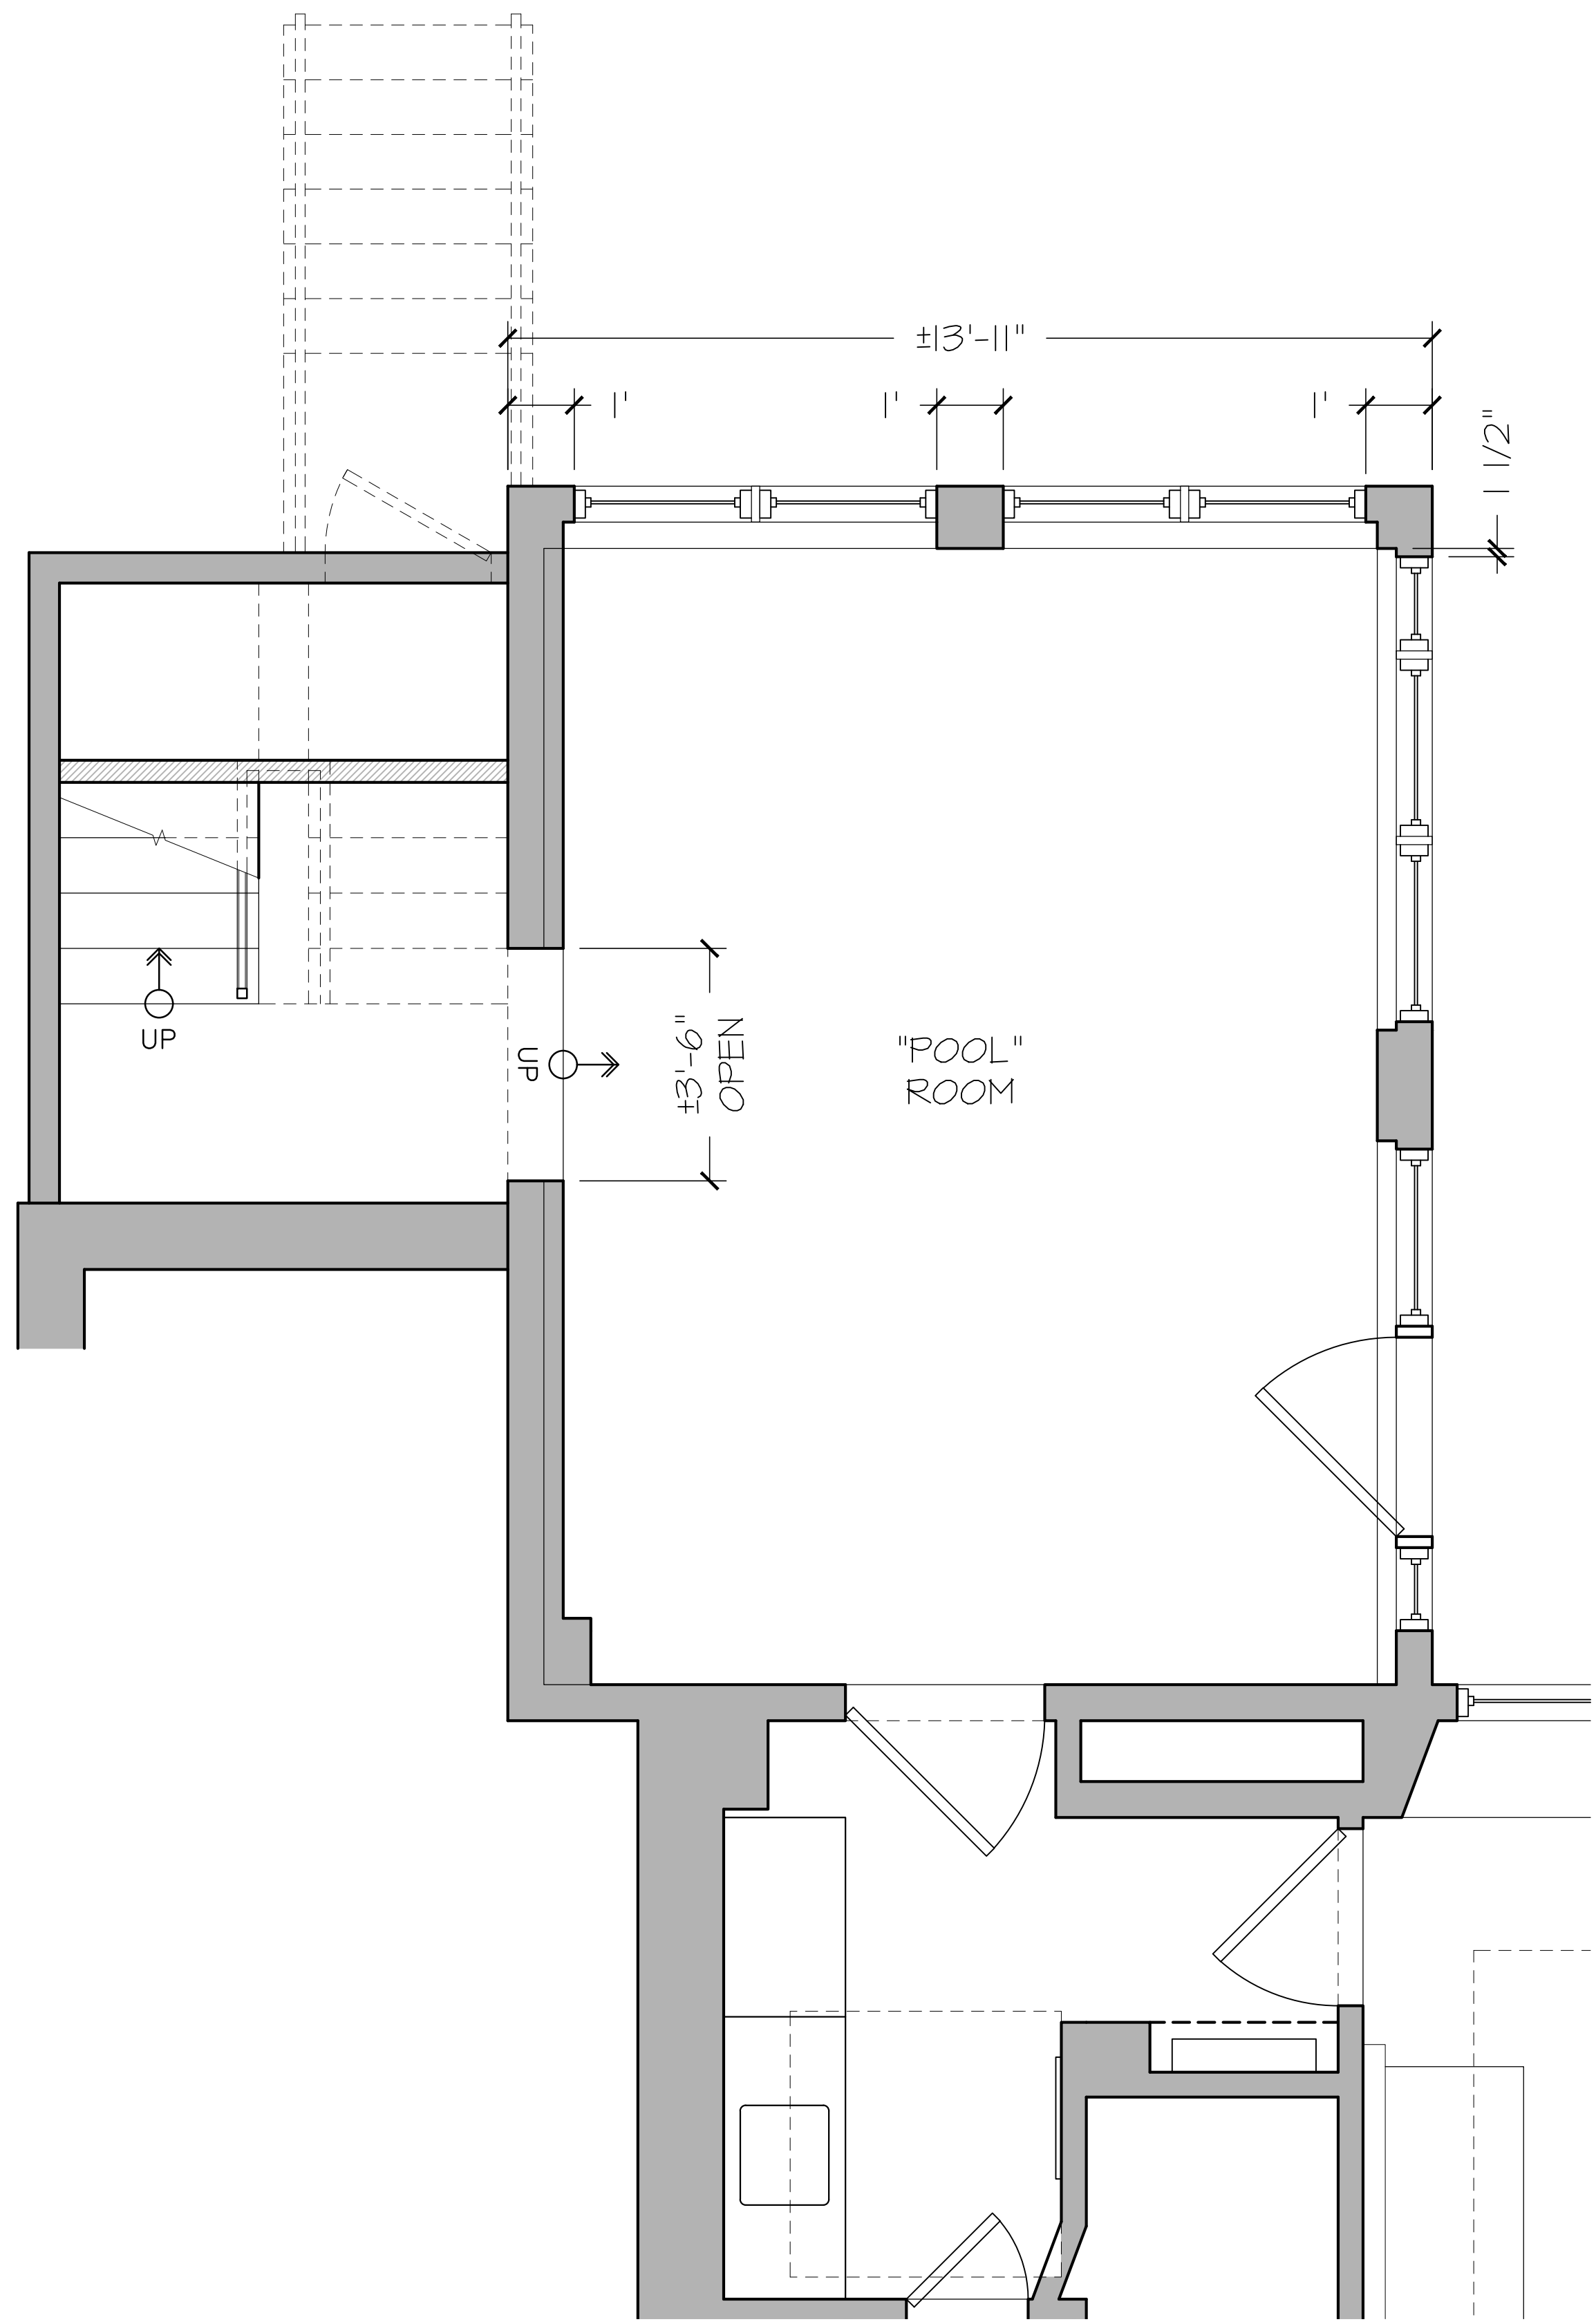 ±13'-11"
1'
1'
1'
1 1/2"
UP
UP
±3'-6"
OPEN
"POOL"
ROOM